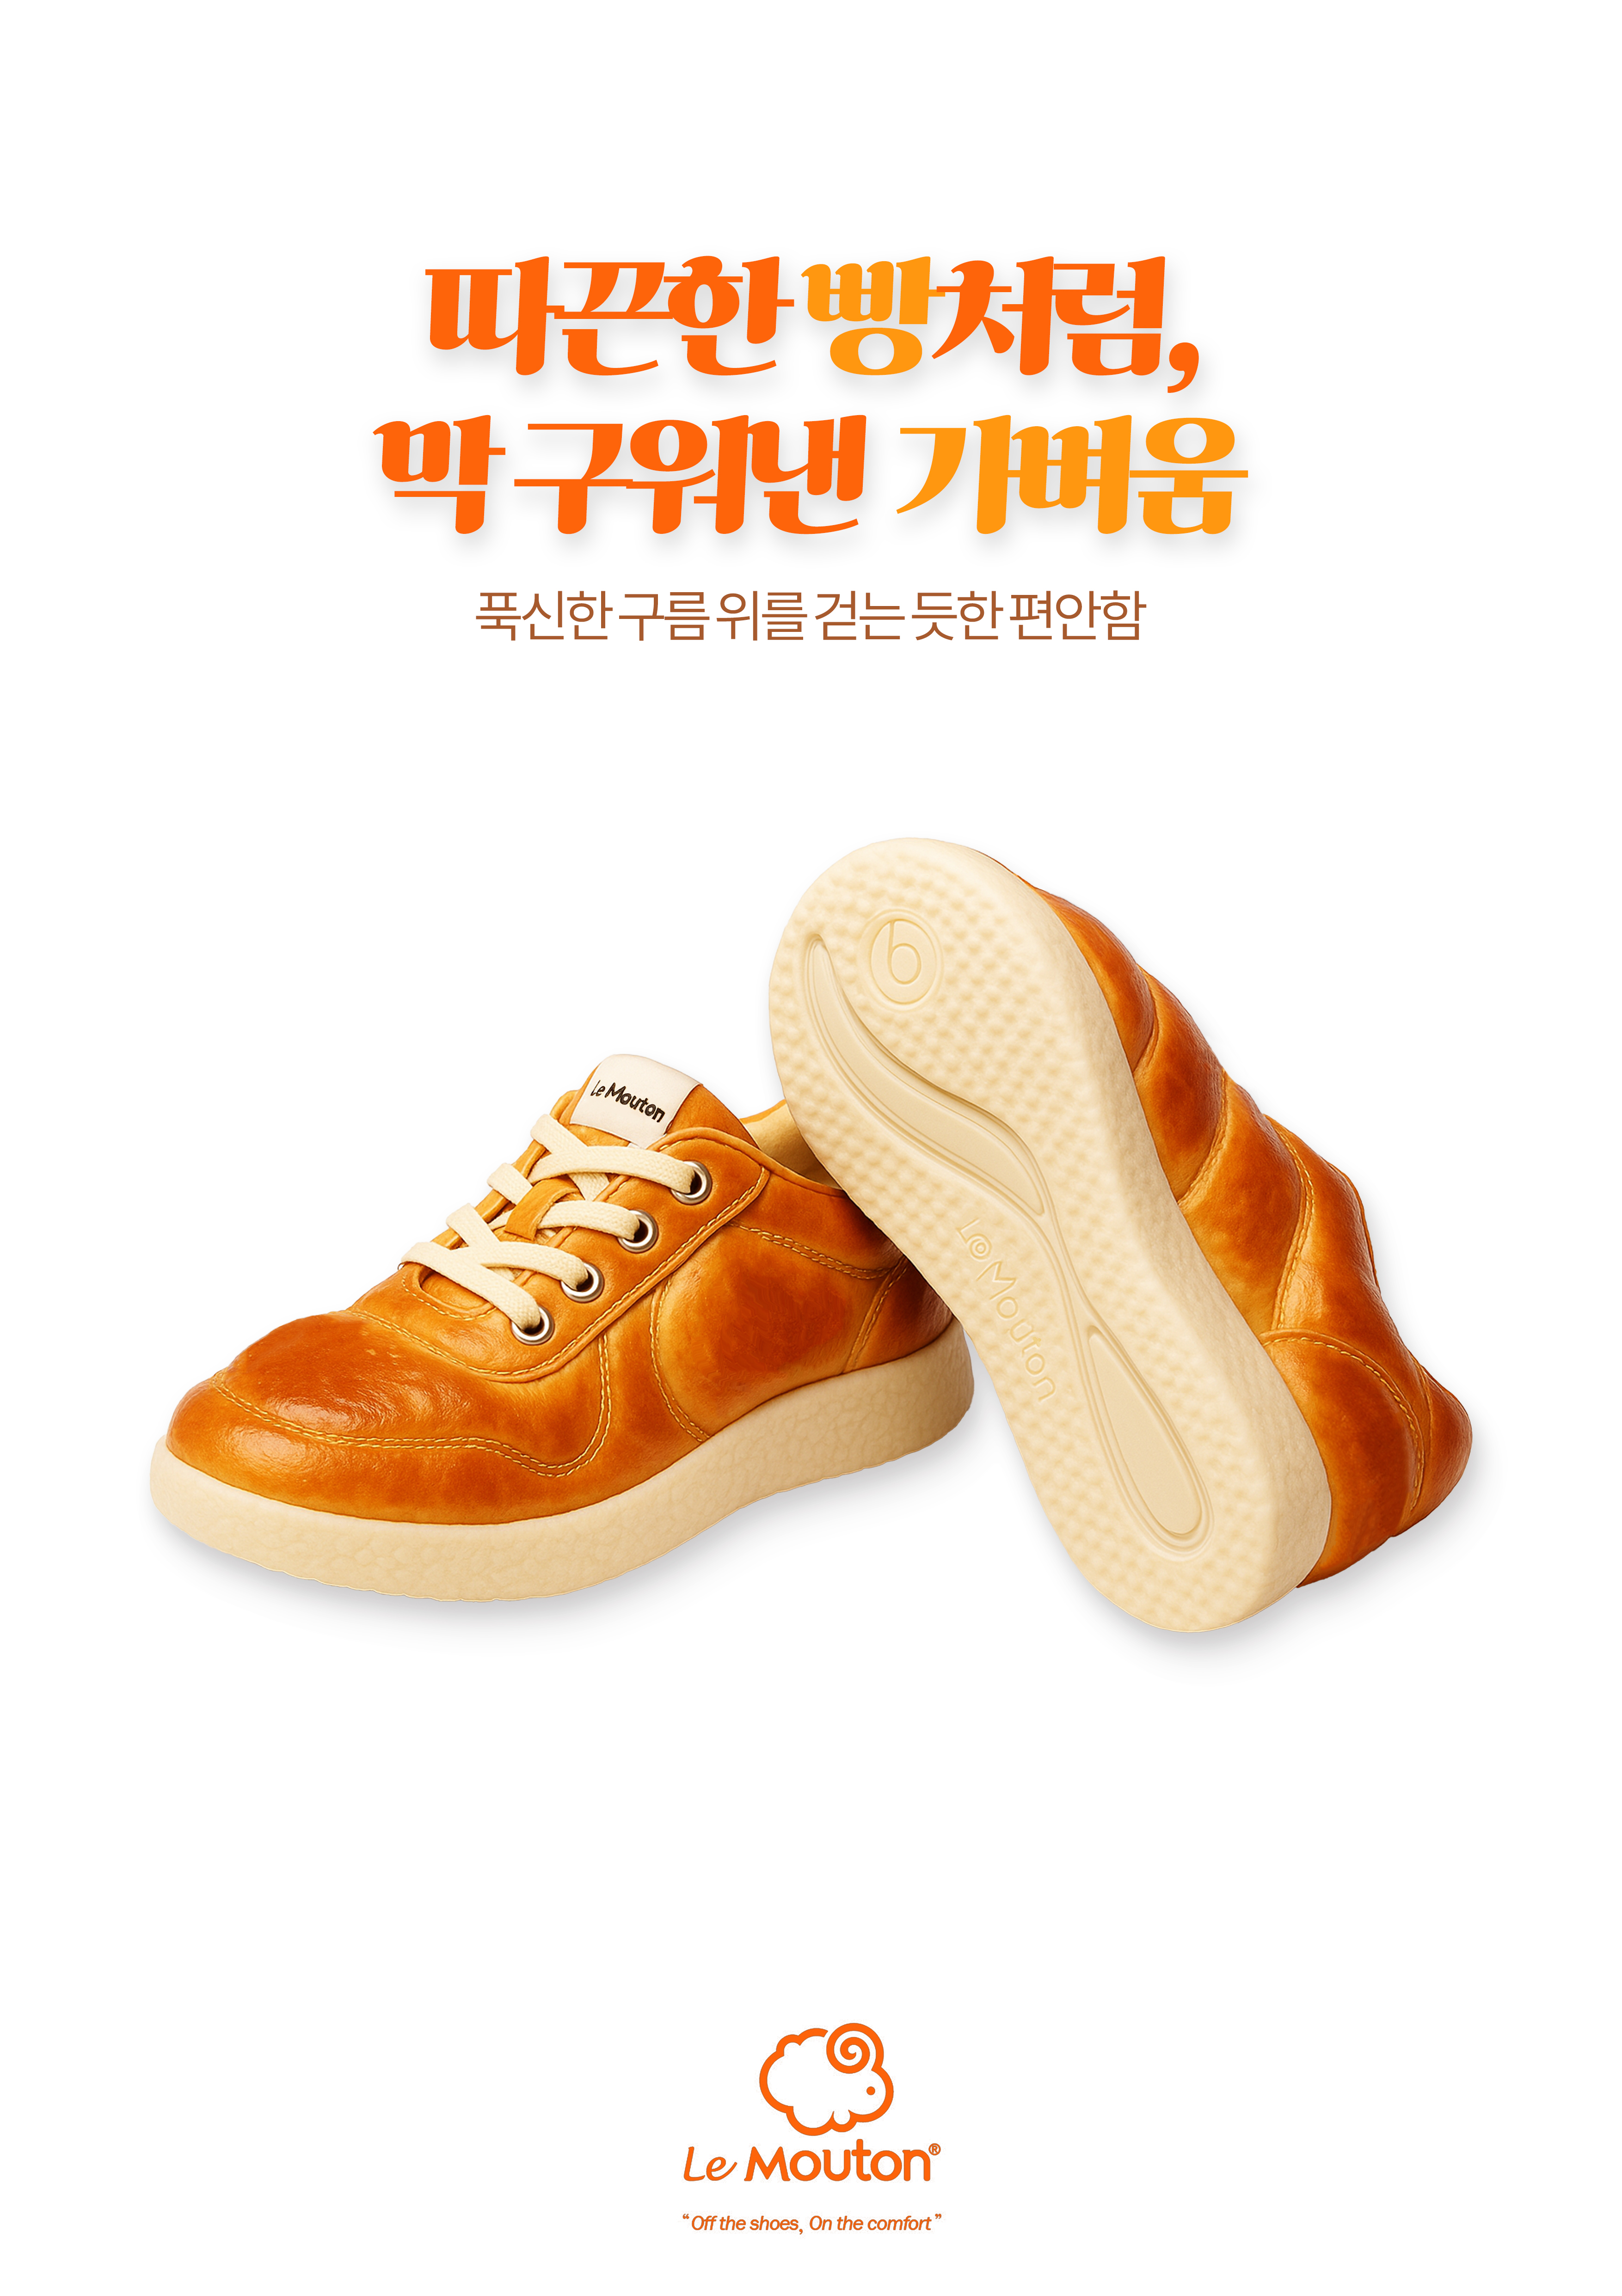 따끈한 빵처럼,
막 구워낸 가벼움
푹신한 구름 위를 걷는 듯한 편안함
Le Mouton
b
Le Mouton
Le Mouton®
“Off the shoes, On the comfort”